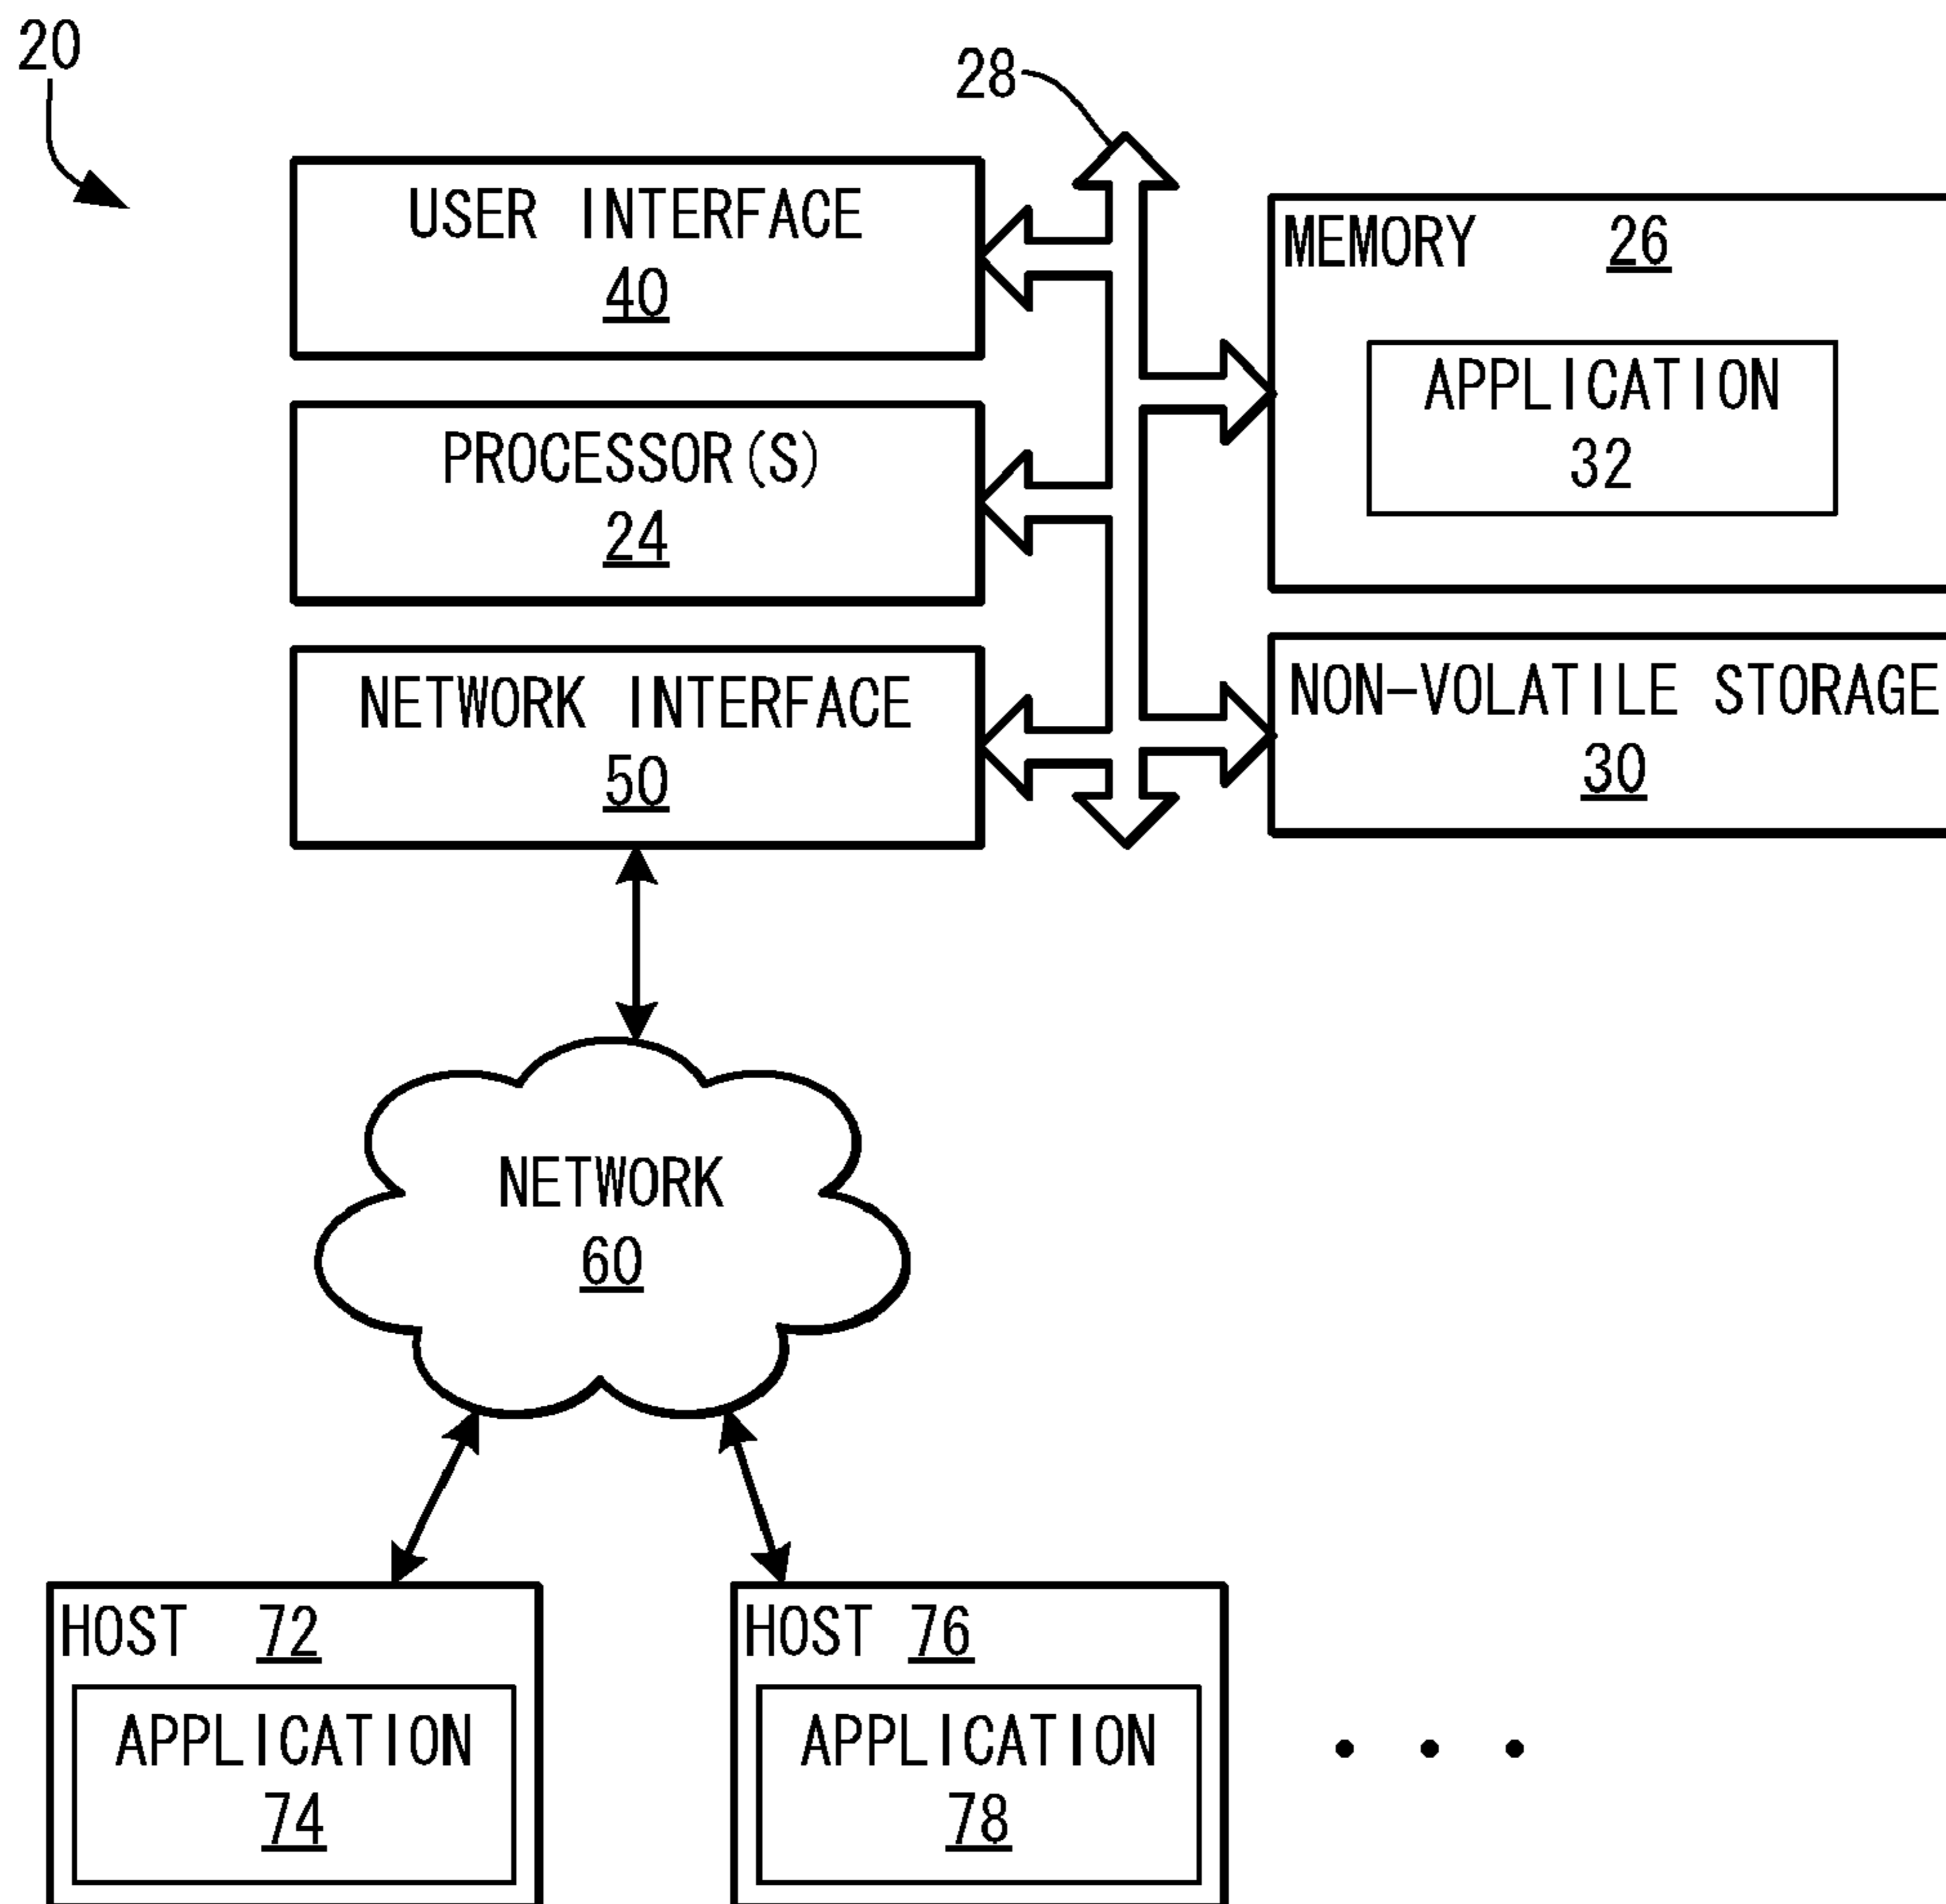 20
28
USER INTERFACE
40
MEMORY 26
APPLICATION
32
PROCESSOR(S)
24
NETWORK INTERFACE
50
NON-VOLATILE STORAGE
30
NETWORK
60
HOST 72
APPLICATION
74
HOST 76
APPLICATION
78
. . .